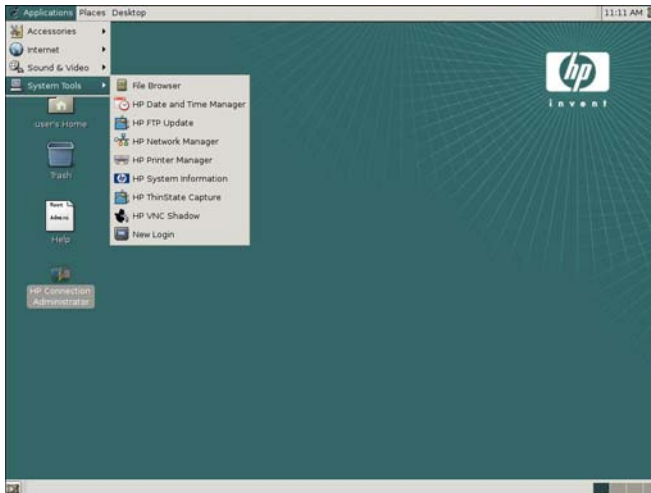 Applications Places Desktop
11:11 AM
Accessories
Internet
Sound & Video
System Tools
File Browser
HP Date and Time Manager
HP FTP Update
HP Network Manager
HP Printer Manager
HP System Information
HP ThinState Capture
HP VNC Shadow
New Login
user's Home
Trash
Help
HP Connection
Administrator
hp
invent